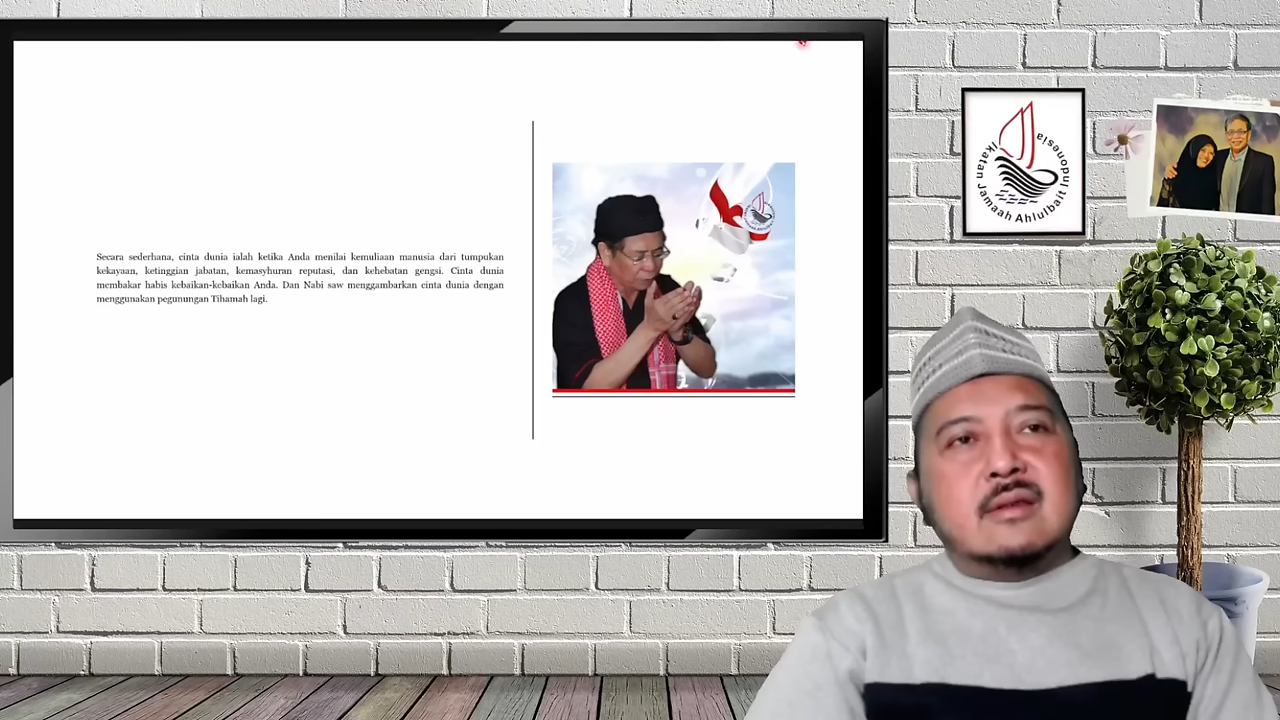 Secara sederhana, cinta dunia ialah ketika Anda menilai kemuliaan manusia dari tumpukan
kekayaan, ketinggian jabatan, kemasyhuran reputasi, dan kehebatan gengsi. Cinta dunia
membakar habis kebaikan-kebaikan Anda. Dan Nabi saw menggambarkan cinta dunia dengan
menggunakan pegunungan Tihamah lagi.
Ikatan Jamaah Ahlulbait Indonesia